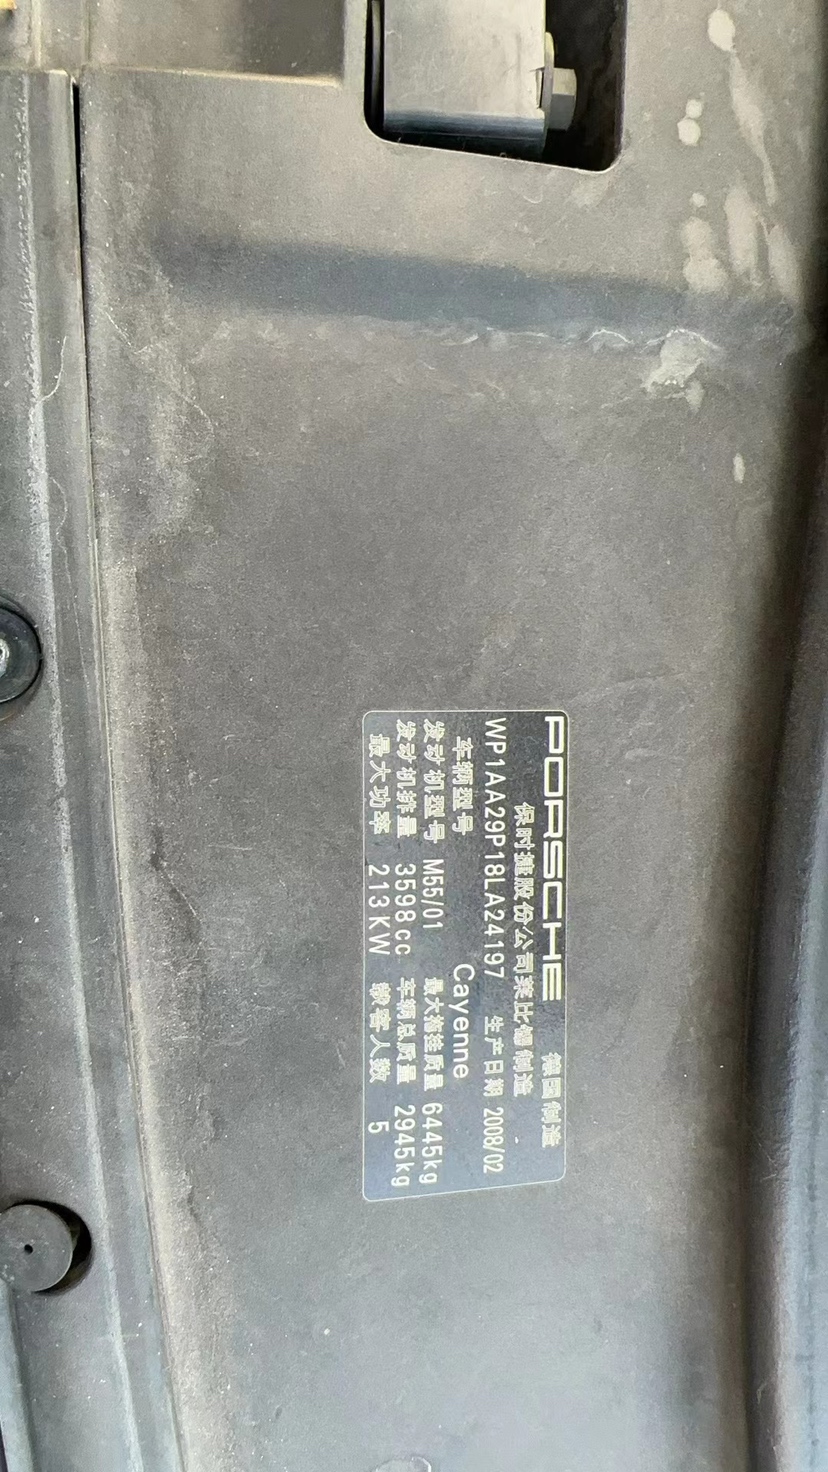 PORSCHE 德国制造
保时捷股份公司莱比锡制造
WP1AA29P18LA24197 生产日期 2008/02
车辆型号 Cayenne
发动机型号 M55/01 最大拖挂质量 6445kg
发动机排量 3598cc 车辆总质量 2945kg
最大功率 213KW 载客人数 5